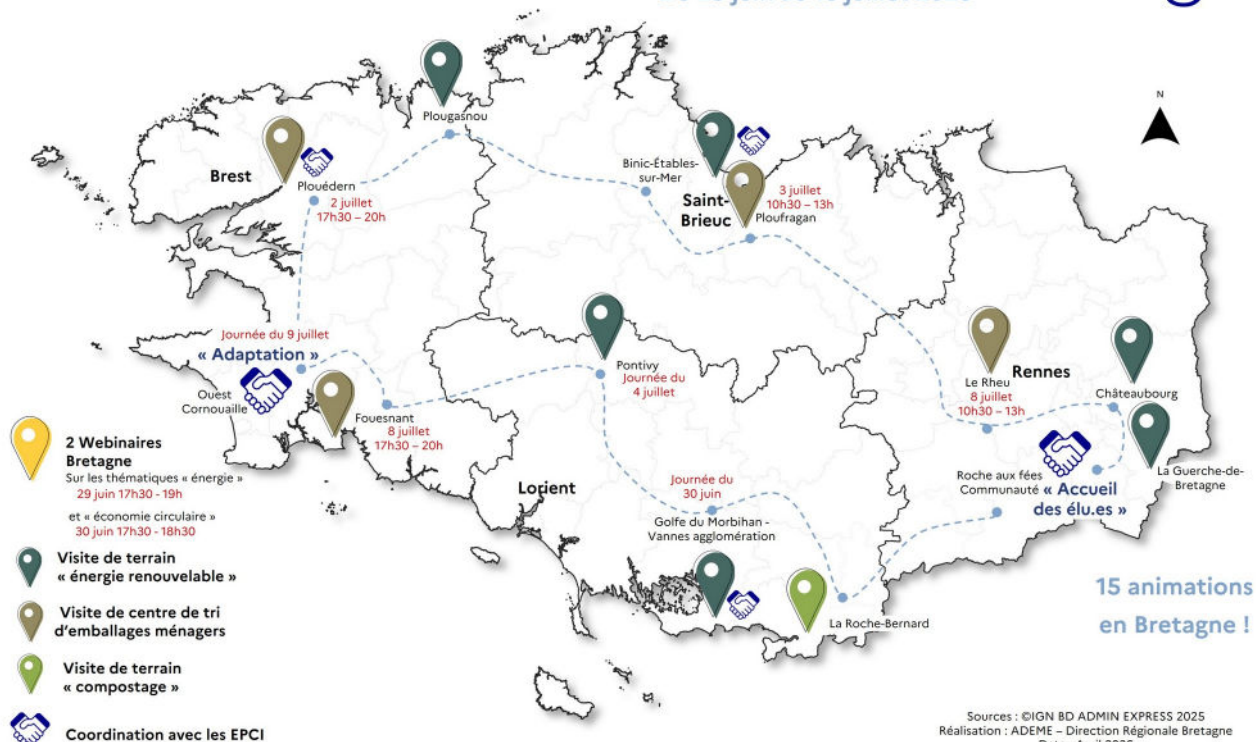 N
Plougasnou
Brest
Plouédern
2 juillet
17h30 – 20h
Binic-Étables-
sur-Mer
Saint-
Brieuc
3 juillet
10h30 – 13h
Ploufragan
Journée du 9 juillet
« Adaptation »
Ouest
Cornouaille
Fouesnant
8 juillet
17h30 – 20h
Pontivy
Journée du
4 juillet
Le Rheu
8 juillet
10h30 – 13h
Rennes
Châteaubourg
La Guerche-de-
Bretagne
Roche aux fées
Communauté
« Accueil
des élu.es »
Lorient
Journée du
30 juin
Golfe du Morbihan -
Vannes agglomération
La Roche-Bernard
2 Webinaires
Bretagne
Sur les thématiques « énergie »
29 juin 17h30 - 19h
et « économie circulaire »
30 juin 17h30 - 18h30
Visite de terrain
« énergie renouvelable »
Visite de centre de tri
d'emballages ménagers
Visite de terrain
« compostage »
Coordination avec les EPCI
15 animations
en Bretagne !
Sources : ©IGN BD ADMIN EXPRESS 2025
Réalisation : ADEME – Direction Régionale Bretagne